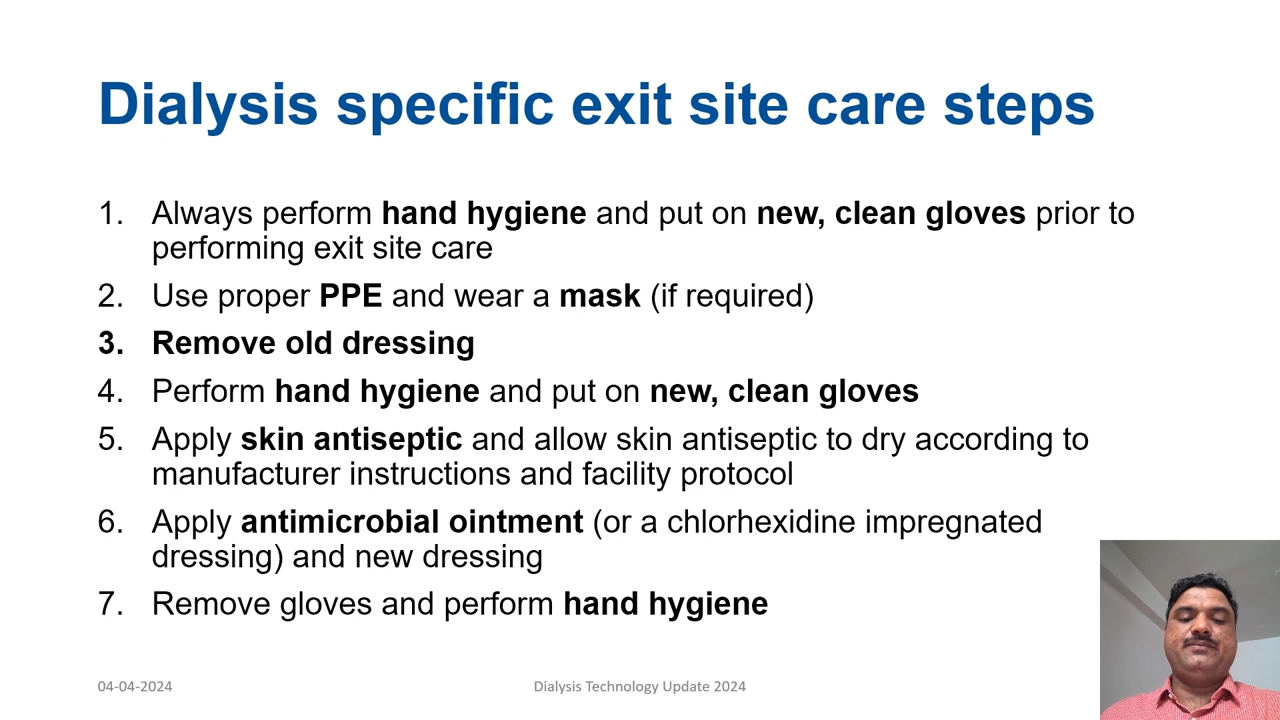 Dialysis specific exit site care steps
1. Always perform hand hygiene and put on new, clean gloves prior to
performing exit site care
2. Use proper PPE and wear a mask (if required)
3. Remove old dressing
4. Perform hand hygiene and put on new, clean gloves
5. Apply skin antiseptic and allow skin antiseptic to dry according to
manufacturer instructions and facility protocol
6. Apply antimicrobial ointment (or a chlorhexidine impregnated
dressing) and new dressing
7. Remove gloves and perform hand hygiene
04-04-2024
Dialysis Technology Update 2024